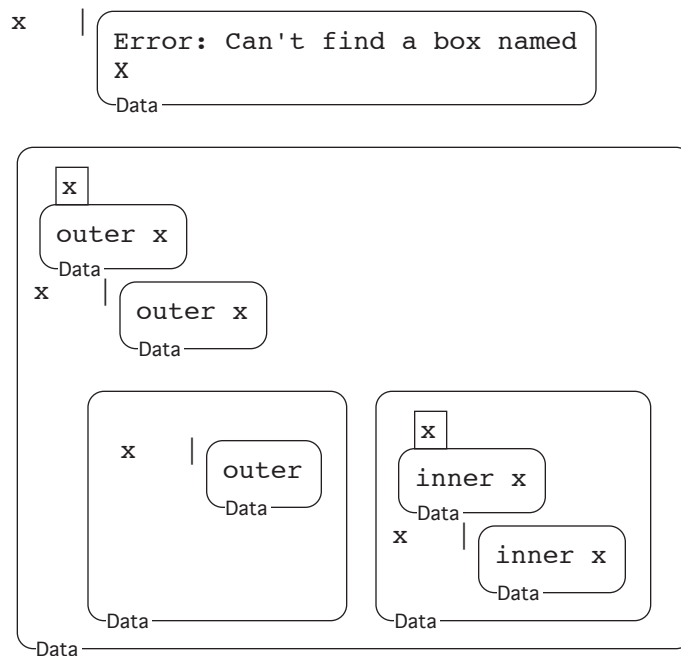 x | Error: Can't find a box named
X
Data
x
outer x
Data
x | outer x
Data
x | outer
Data
x
inner x
Data
x | inner x
Data
Data
Data
Data